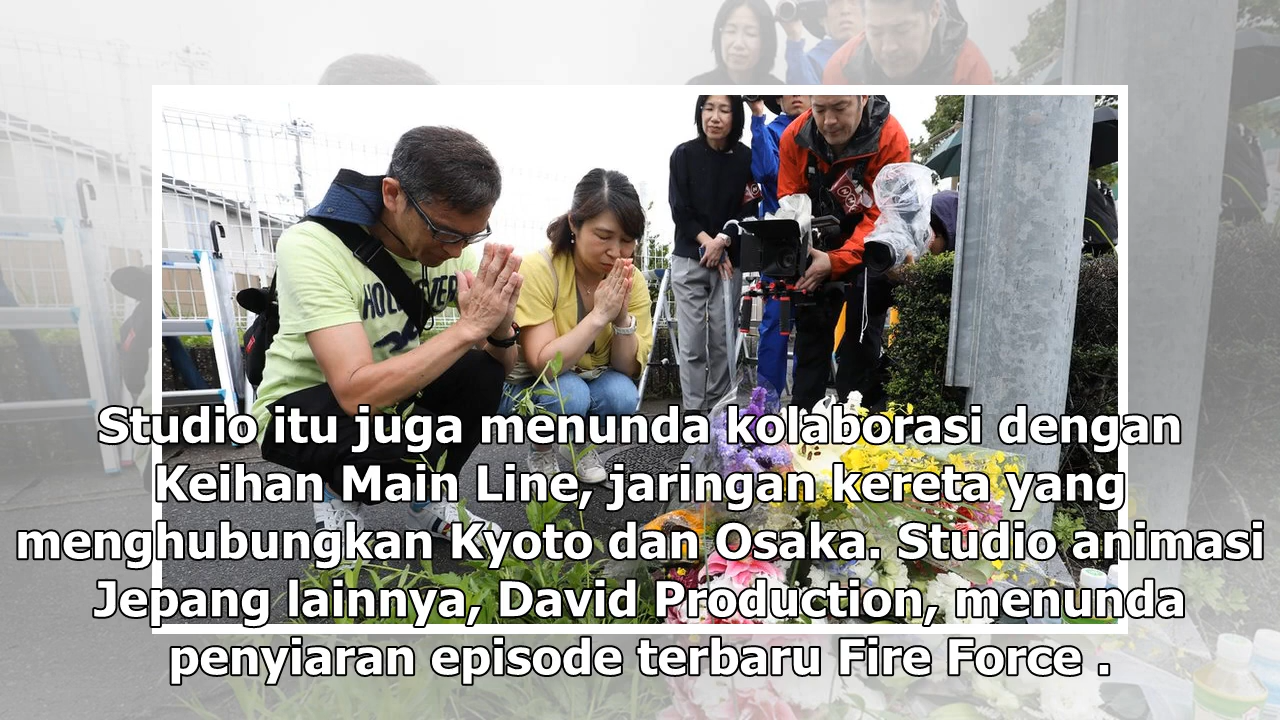 Studio itu juga menunda kolaborasi dengan
Keihan Main Line, jaringan kereta yang
menghubungkan Kyoto dan Osaka. Studio animasi
Jepang lainnya, David Production, menunda
penyiaran episode terbaru Fire Force .